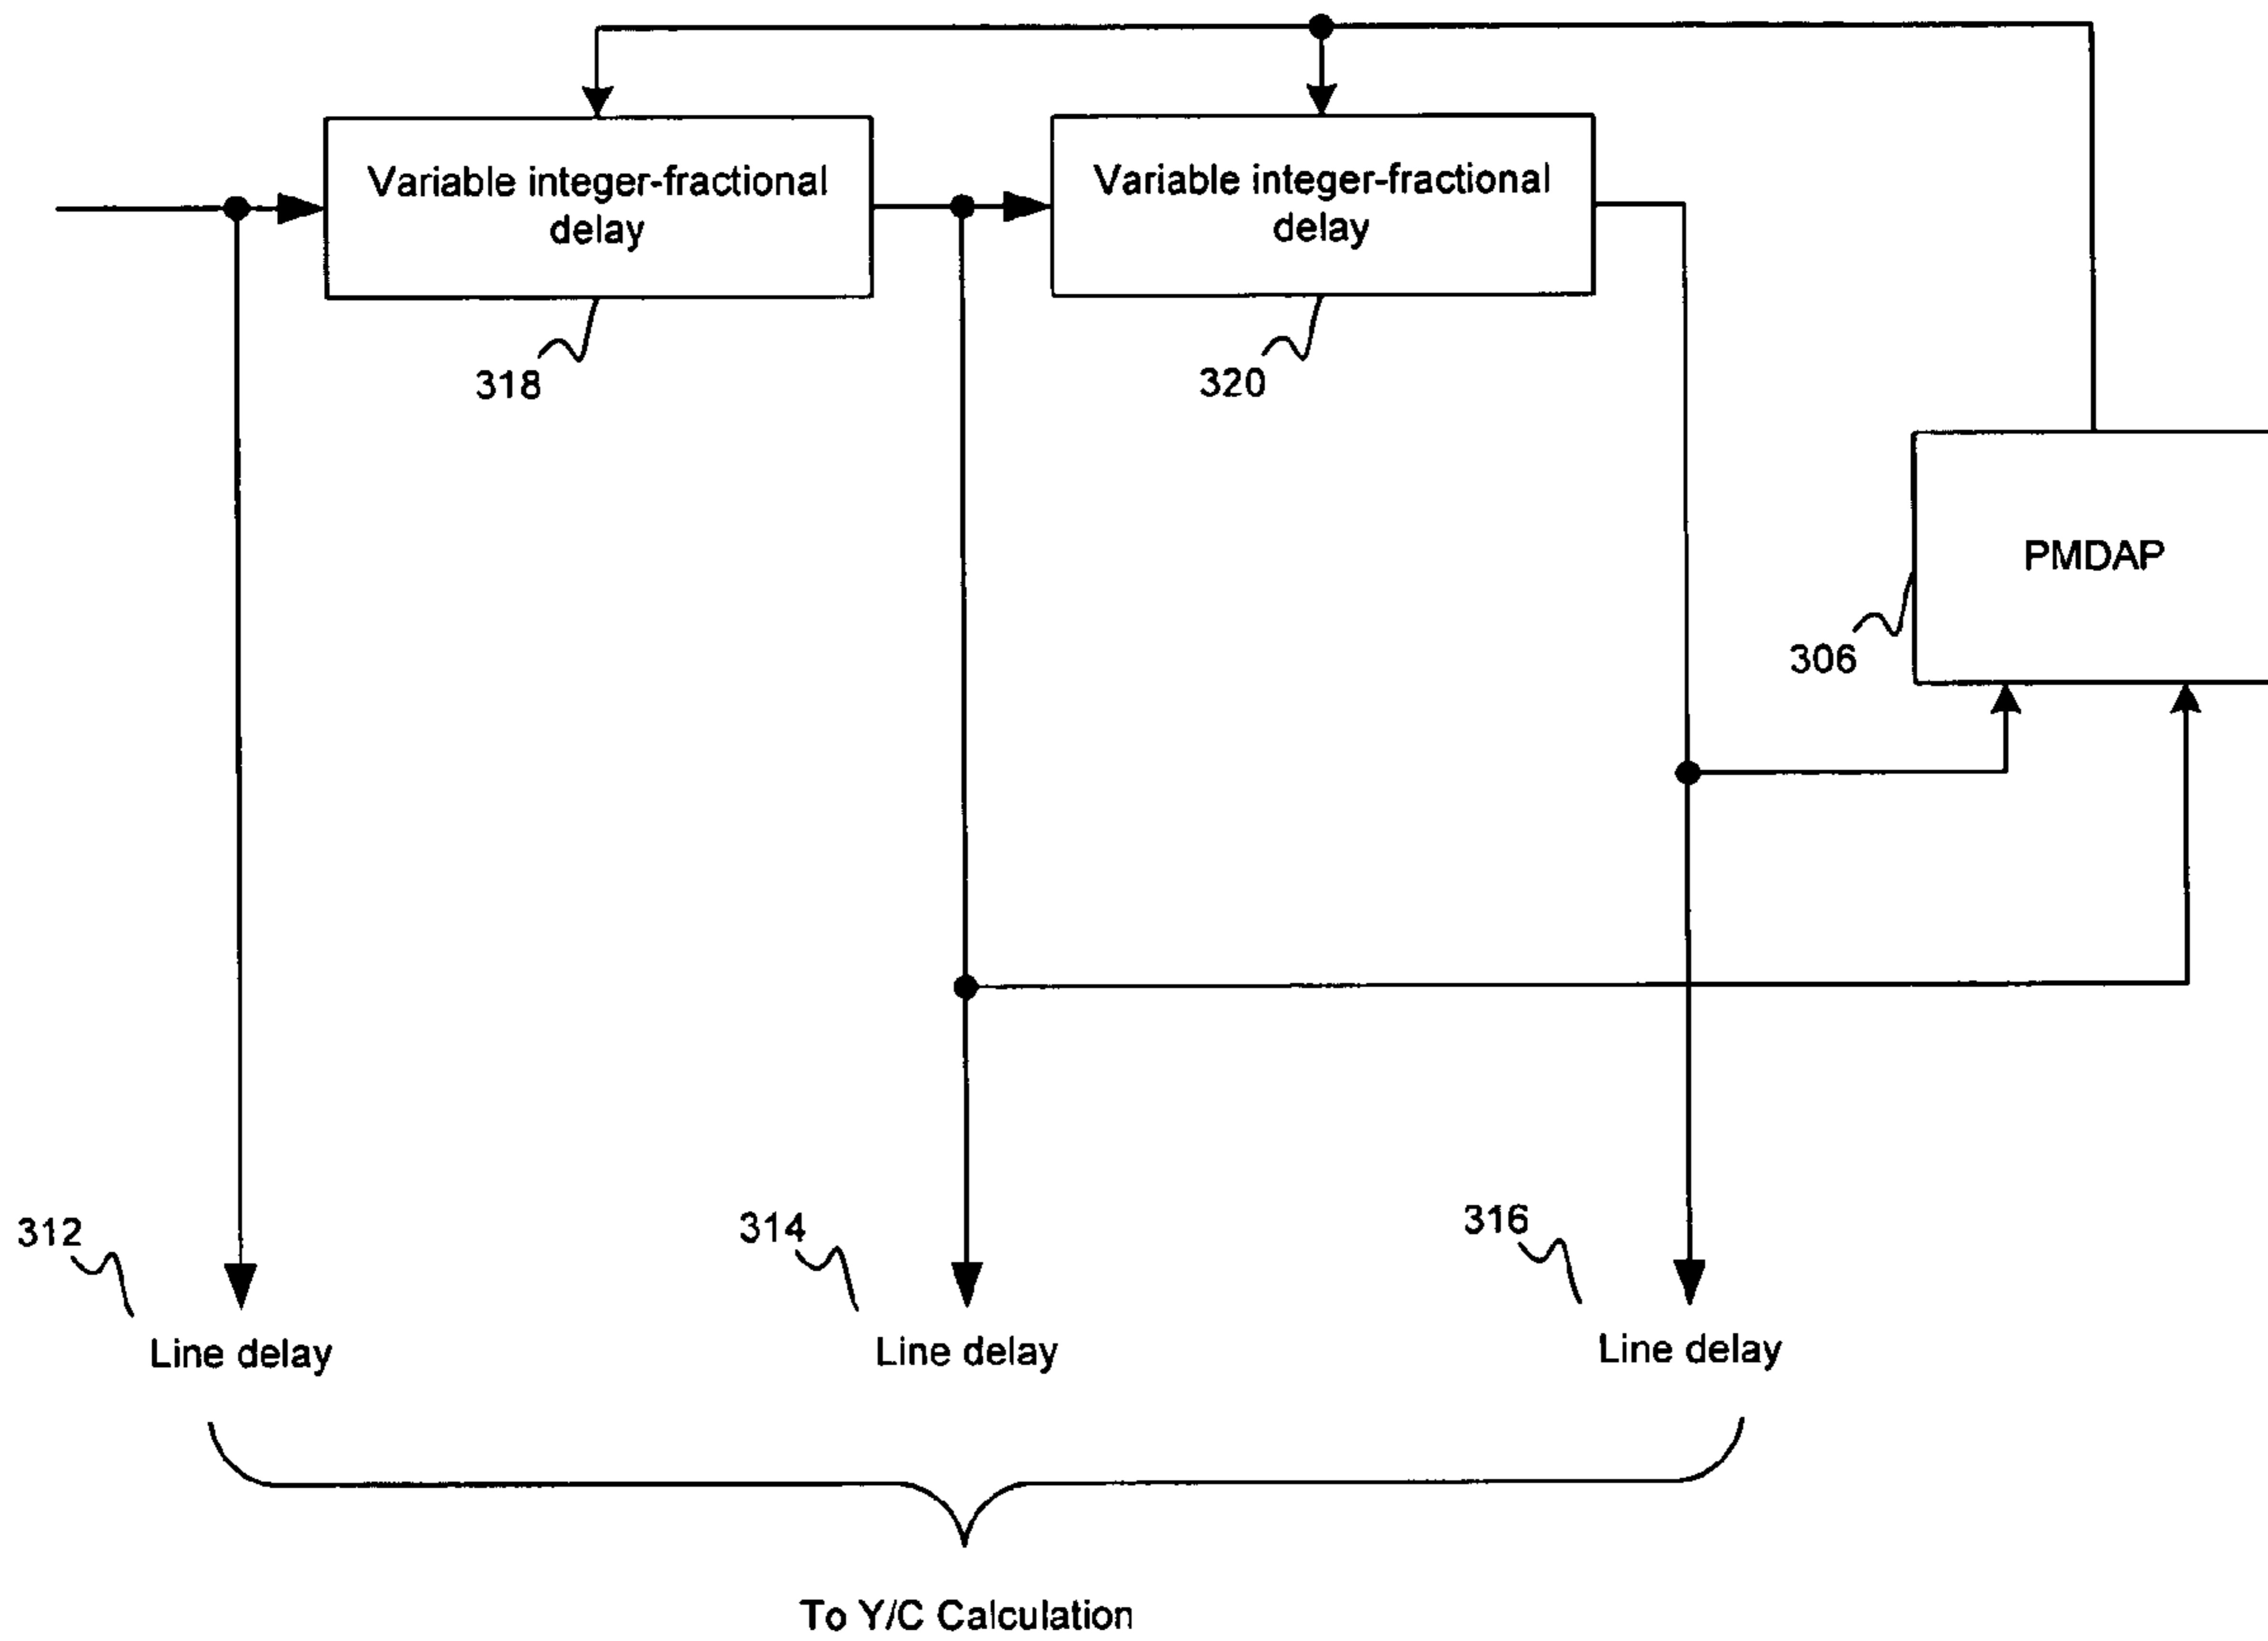 Variable integer-fractional
delay
Variable integer-fractional
delay
318
320
PMDAP
306
312
314
316
Line delay
Line delay
Line delay
To Y/C Calculation